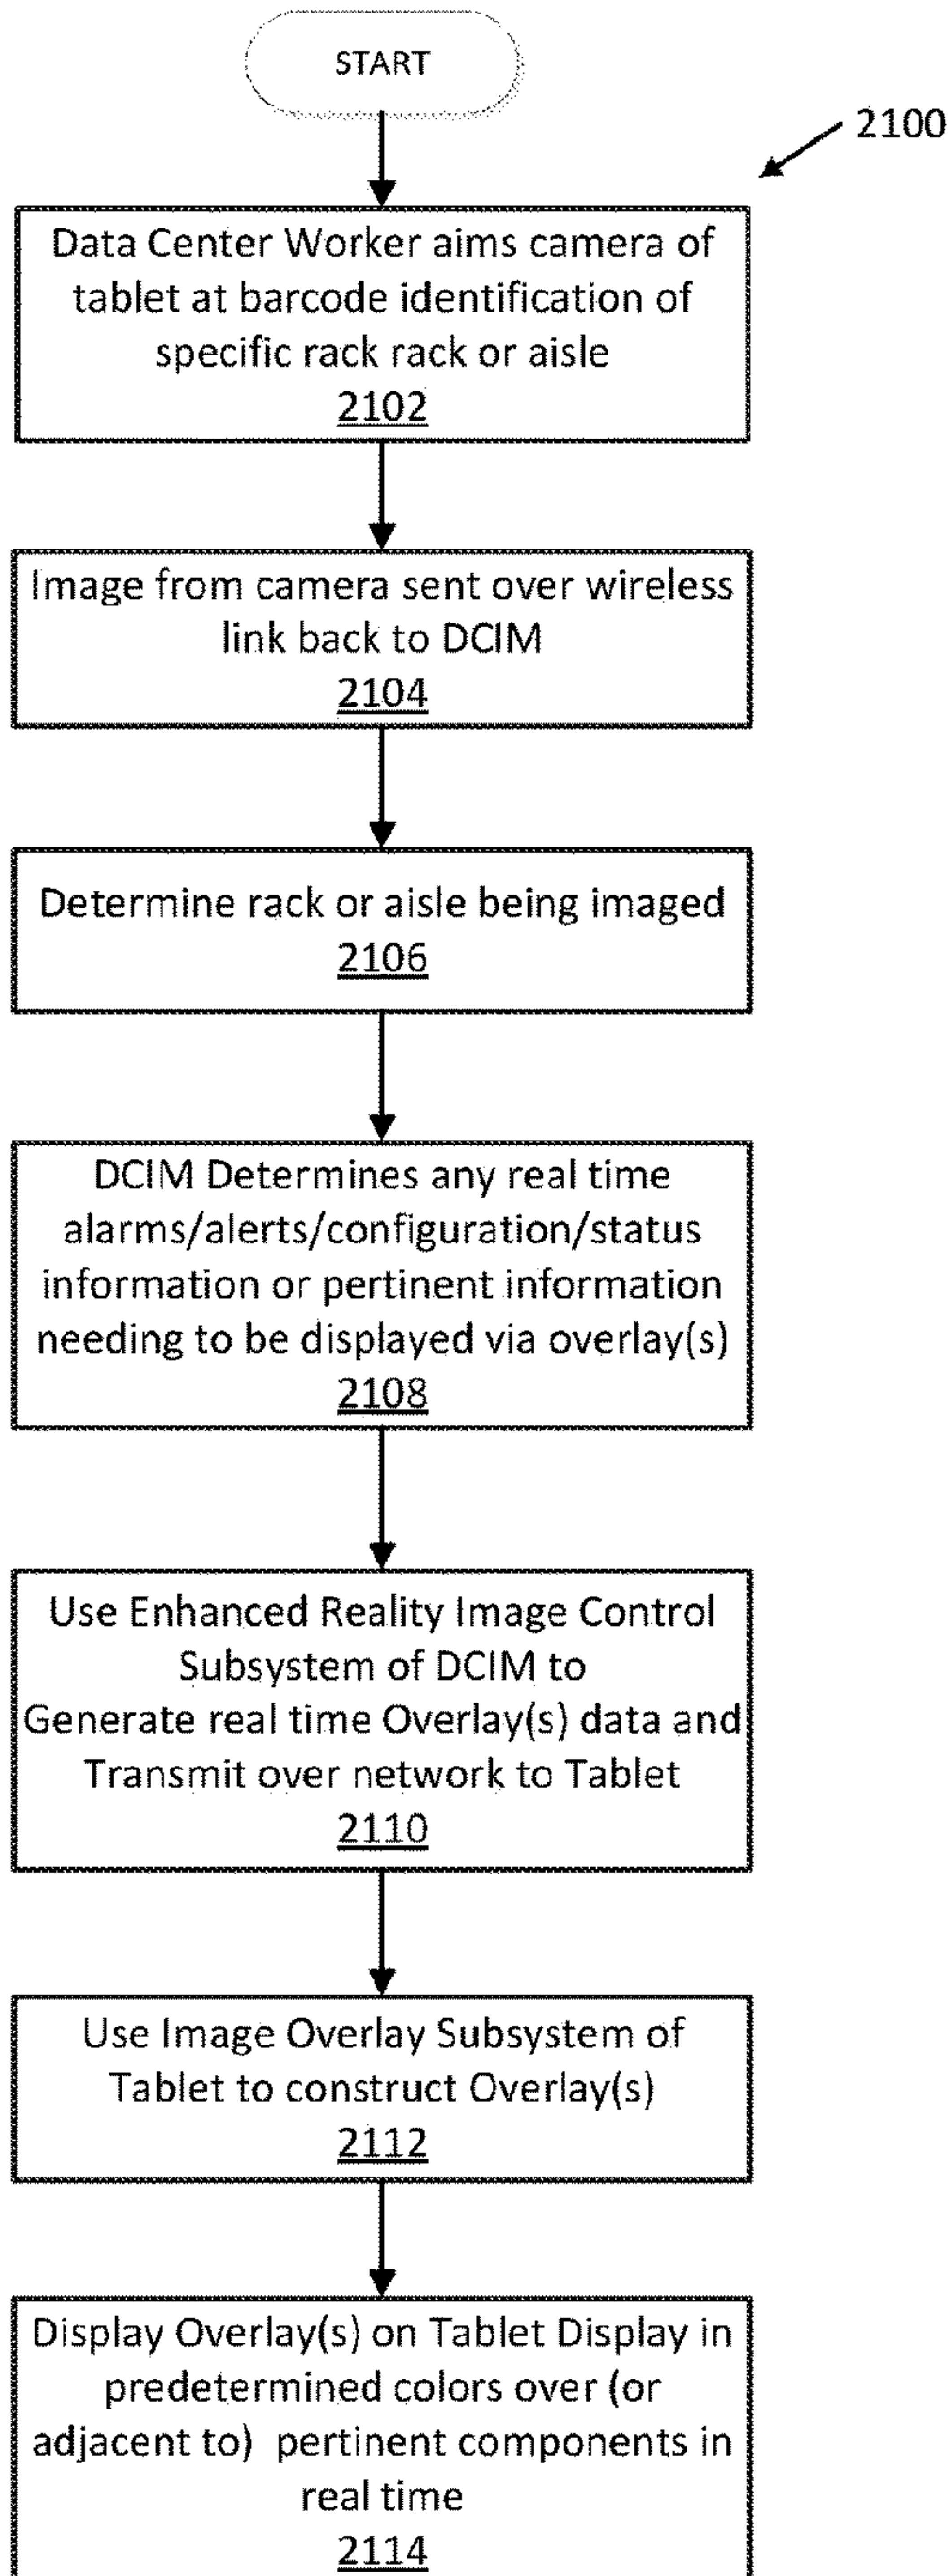 START
2100
Data Center Worker aims camera of
tablet at barcode identification of
specific rack rack or aisle
2102
Image from camera sent over wireless
link back to DCIM
2104
Determine rack or aisle being imaged
2106
DCIM Determines any real time
alarms/alerts/configuration/status
information or pertinent information
needing to be displayed via overlay(s)
2108
Use Enhanced Reality Image Control
Subsystem of DCIM to
Generate real time Overlay(s) data and
Transmit over network to Tablet
2110
Use Image Overlay Subsystem of
Tablet to construct Overlay(s)
2112
Display Overlay(s) on Tablet Display in
predetermined colors over (or
adjacent to) pertinent components in
real time
2114